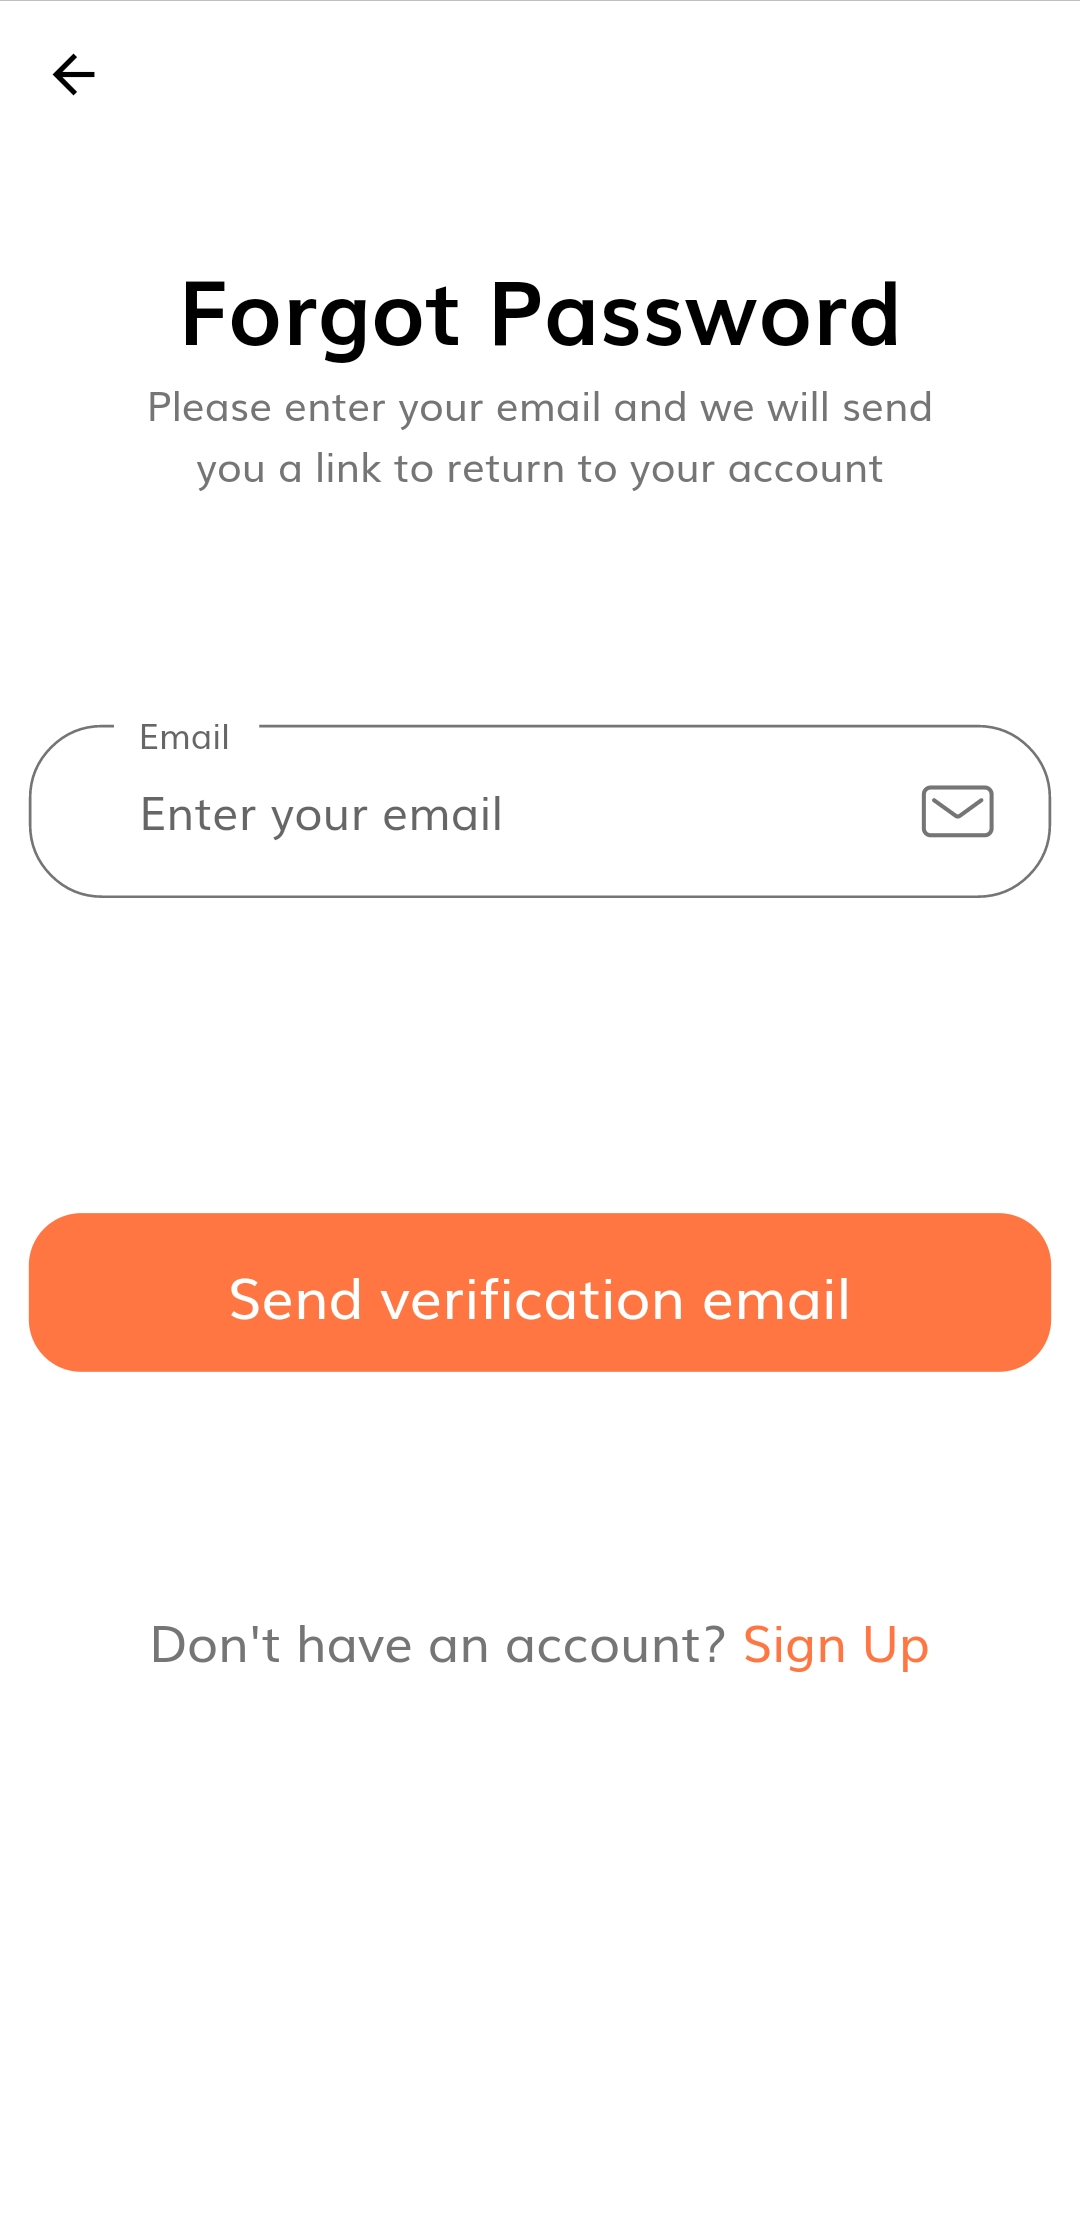 Forgot Password
Please enter your email and we will send
you a link to return to your account
Email
Enter your email
Send verification email
Don't have an account? Sign Up